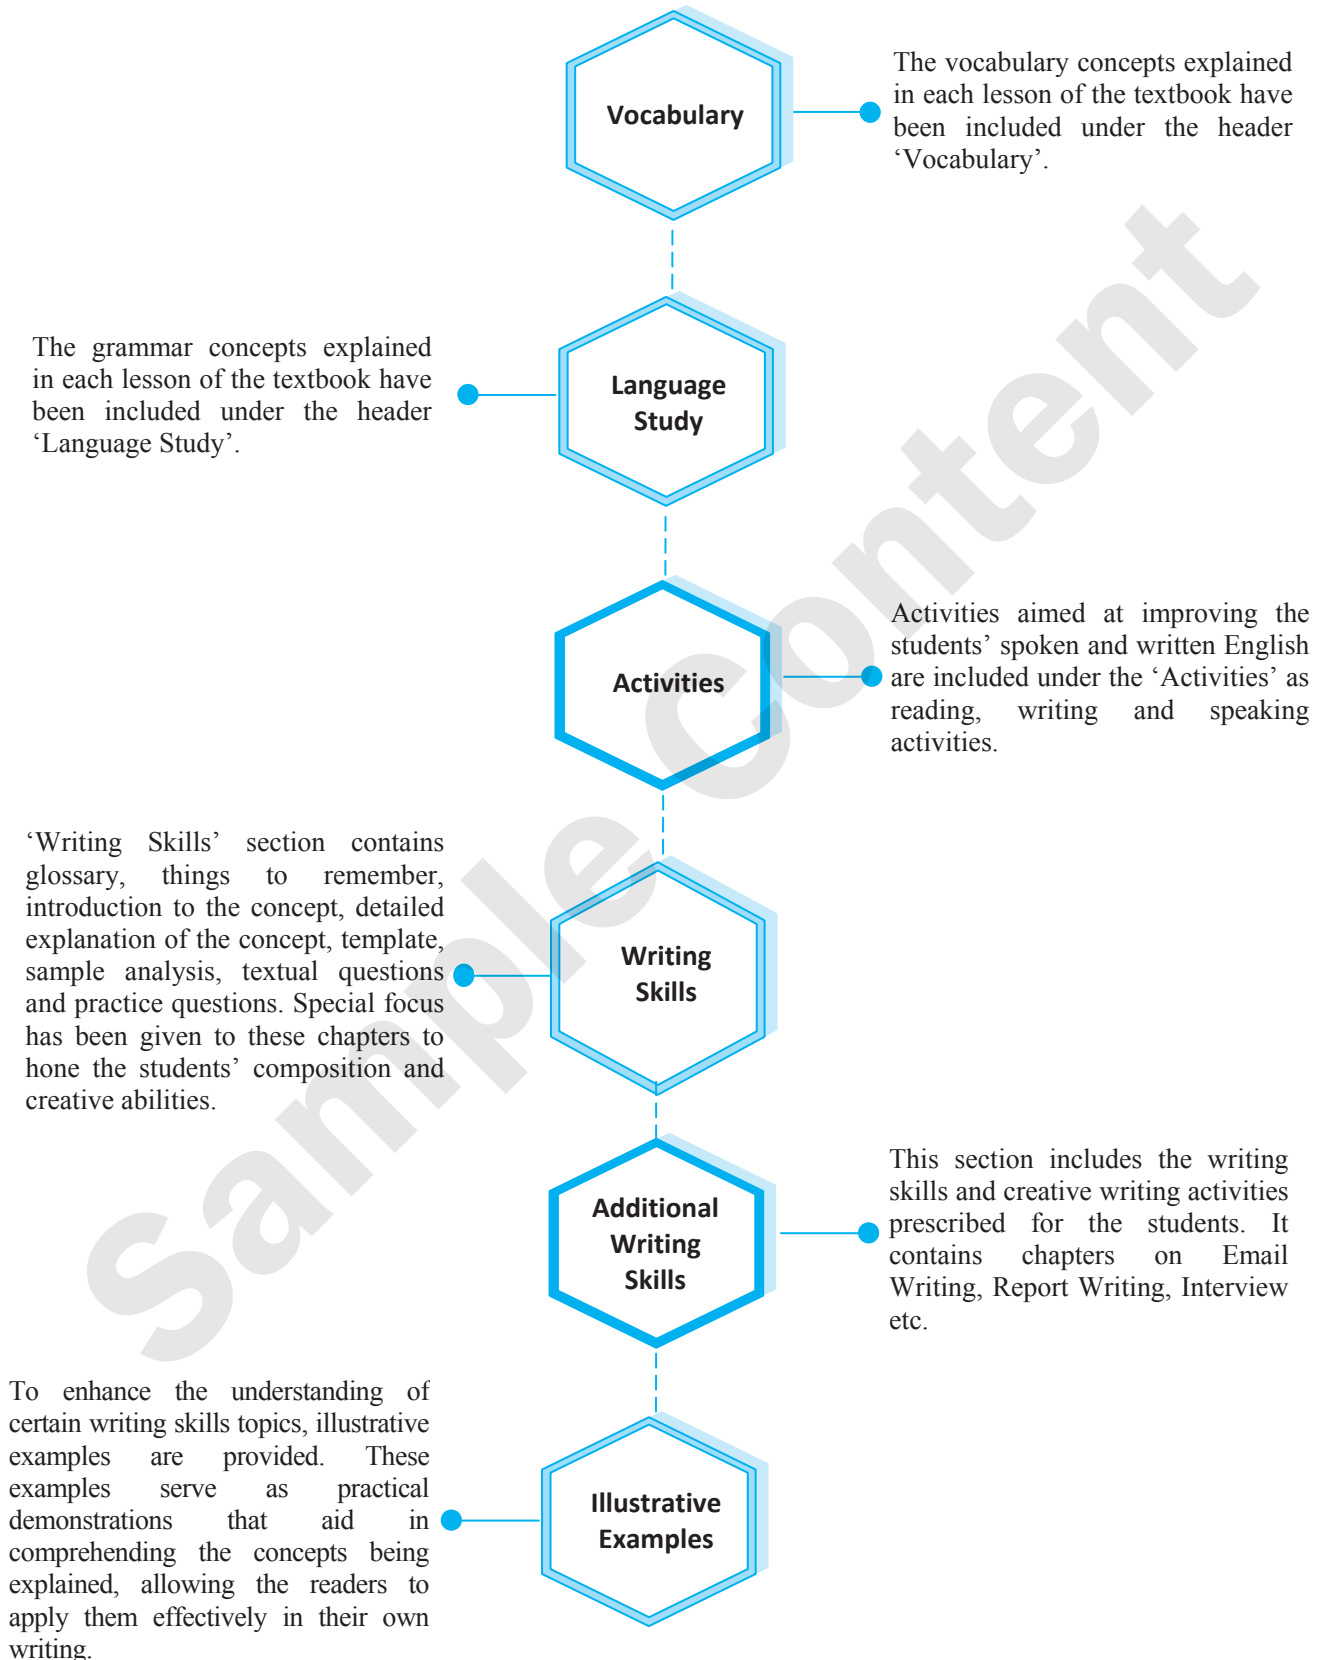 Vocabulary
The vocabulary concepts explained
in each lesson of the textbook have
been included under the header
‘Vocabulary’.
The grammar concepts explained
in each lesson of the textbook have
been included under the header
‘Language Study’.
Language
Study
Activities
Activities aimed at improving the
students’ spoken and written English
are included under the ‘Activities’ as
reading, writing and speaking
activities.
‘Writing Skills’ section contains
glossary, things to remember,
introduction to the concept, detailed
explanation of the concept, template,
sample analysis, textual questions
and practice questions. Special focus
has been given to these chapters to
hone the students’ composition and
creative abilities.
Writing
Skills
Additional
Writing
Skills
This section includes the writing
skills and creative writing activities
prescribed for the students. It
contains chapters on Email
Writing, Report Writing, Interview
etc.
To enhance the understanding of
certain writing skills topics, illustrative
examples are provided. These
examples serve as practical
demonstrations that aid in
comprehending the concepts being
explained, allowing the readers to
apply them effectively in their own
writing.
Illustrative
Examples
Sample Content